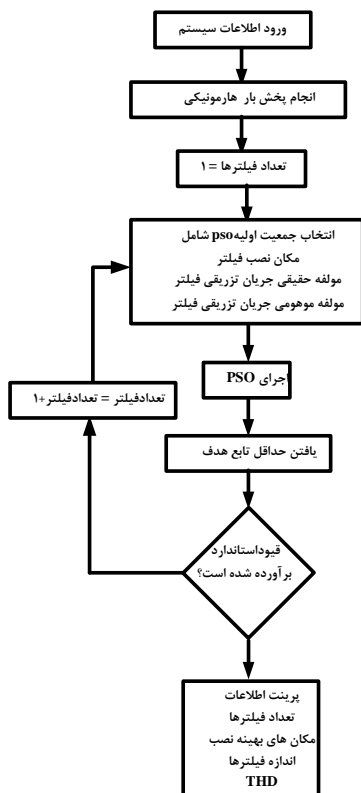 ورود اطلاعات سیستم
انجام پخش بار هارمونیکی
تعداد فیلترها = ۱
انتخاب جمعیت اولیه pso شامل
مکان نصب فیلتر
مولفه حقیقی جریان تزریقی فیلتر
مولفه موهومی جریان تزریقی فیلتر
اجرای PSO
تعدادفیلتر = تعدادفیلتر+۱
یافتن حداقل تابع هدف
قیوداستاندارد
برآورده شده است؟
پرینت اطلاعات
تعداد فیلترها
مکان های بهینه نصب
اندازه فیلترها
THD